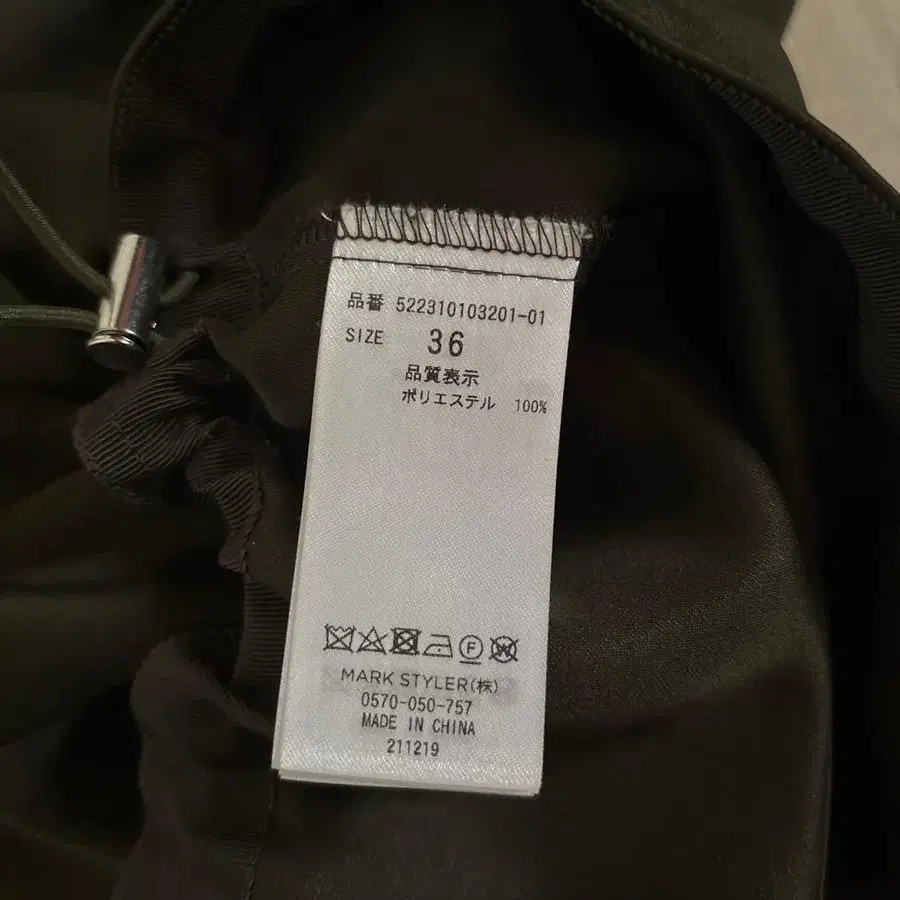 品番 522310103201-01
SIZE 36
品質表示
ポリエステル 100%
MARK STYLER(株)
0570-050-757
MADE IN CHINA
211219